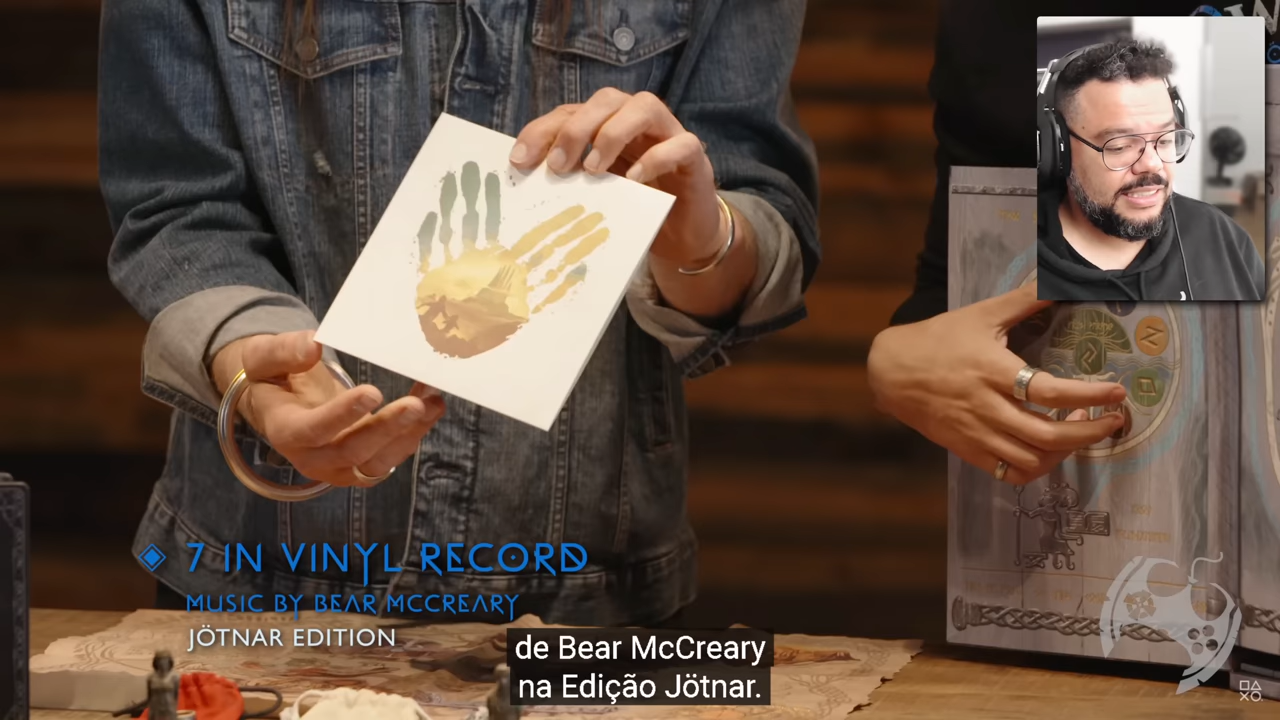 7 IN VINYL RECORD
MUSIC BY BEAR MCCREARY
JÖTNAR EDITION
de Bear McCreary
na Edição Jötnar.